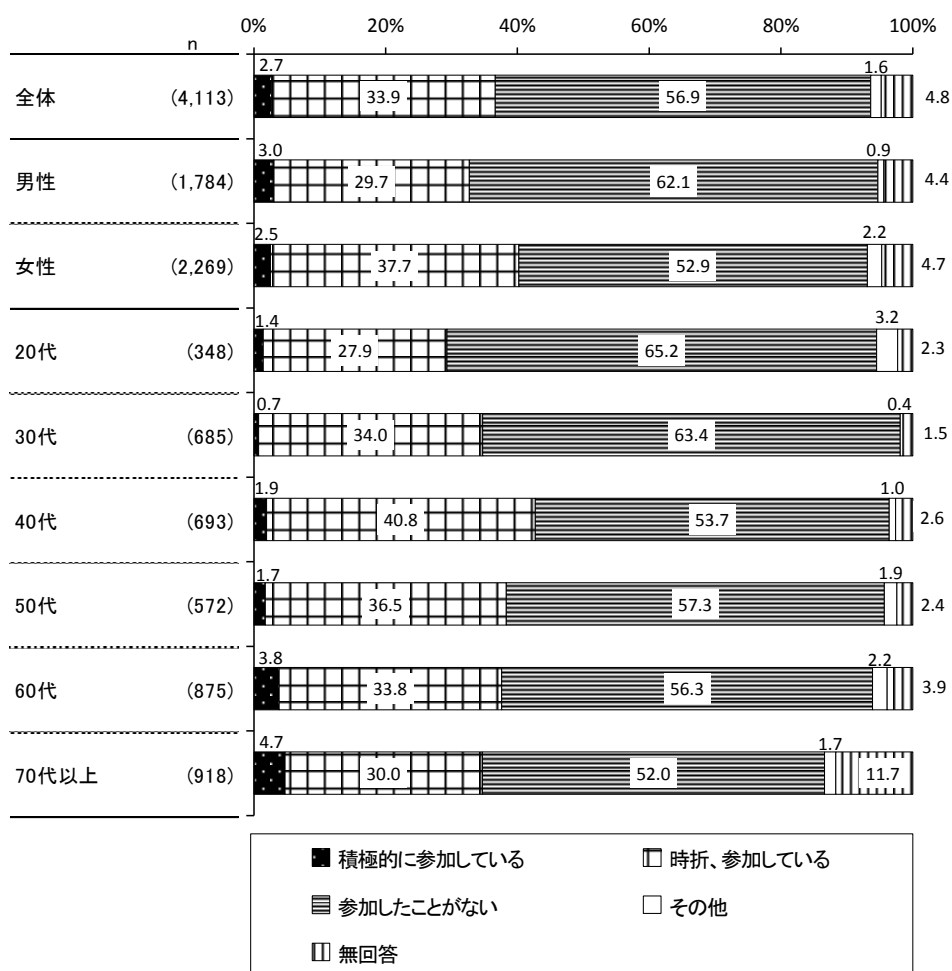 0% 20% 40% 60% 80% 100%
n
2.7 1.6
全体 (4,113) 33.9 56.9 4.8
3.0 0.9
男性 (1,784) 29.7 62.1 4.4
2.5 2.2
女性 (2,269) 37.7 52.9 4.7
1.4 3.2
20代 (348) 27.9 65.2 2.3
0.7 0.4
30代 (685) 34.0 63.4 1.5
1.9 1.0
40代 (693) 40.8 53.7 2.6
1.7 1.9
50代 (572) 36.5 57.3 2.4
3.8 2.2
60代 (875) 33.8 56.3 3.9
4.7 1.7
70代以上 (918) 30.0 52.0 11.7
積極的に参加している 時折、参加している
参加したことがない その他
無回答